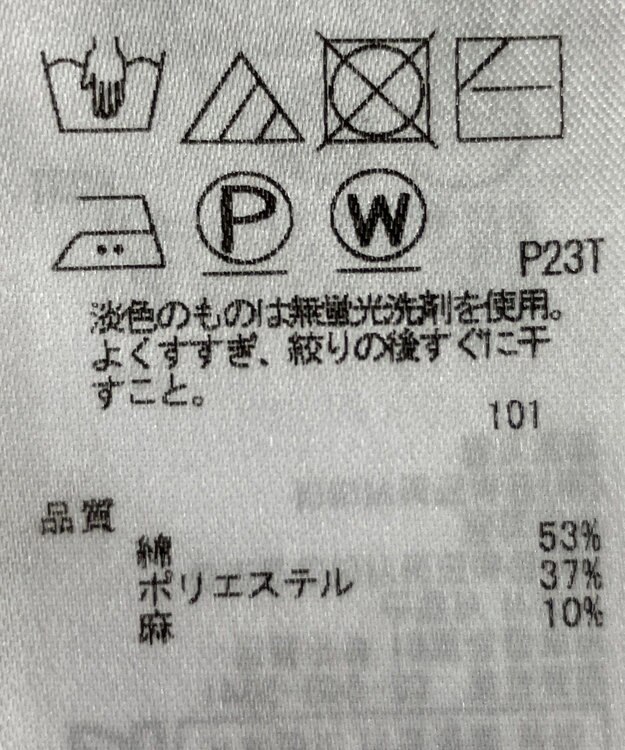 P W
P23T
淡色のものは無蛍光洗剤を使用。
よくすすぎ、絞りの後すぐに干
すこと。
101
品質
綿 53%
ポリエステル 37%
麻 10%